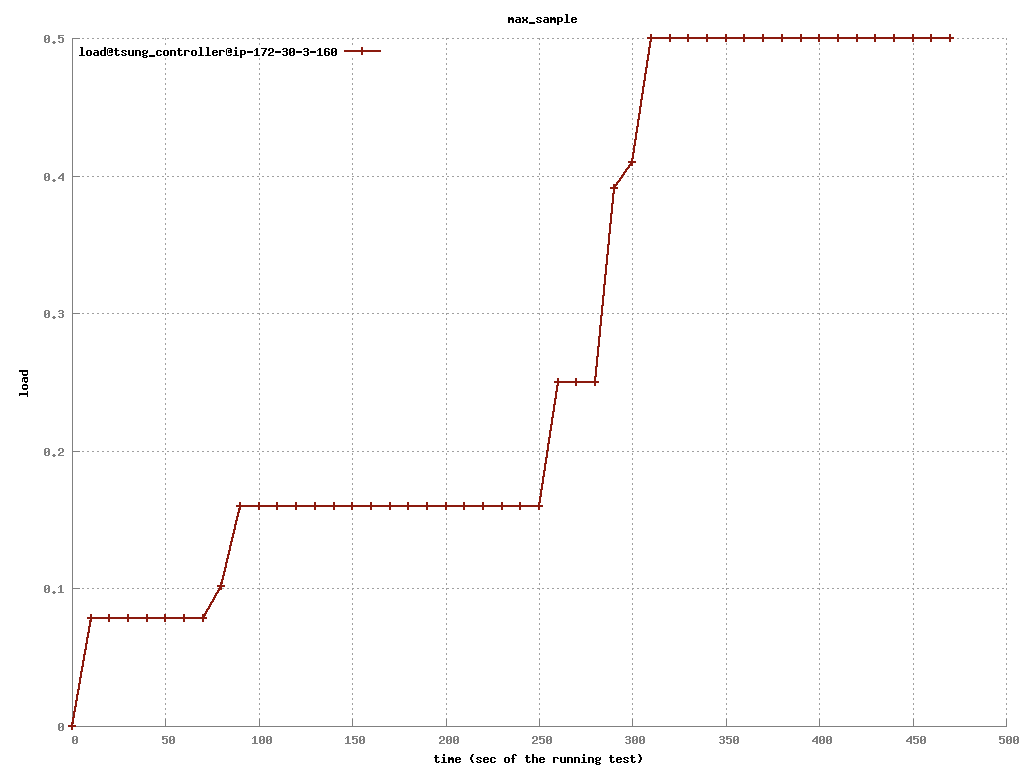 max_sample
load@tsung_controller@ip-172-30-3-160
0.5
0.4
0.3
0.2
0.1
0
load
0 50 100 150 200 250 300 350 400 450 500
time (sec of the running test)